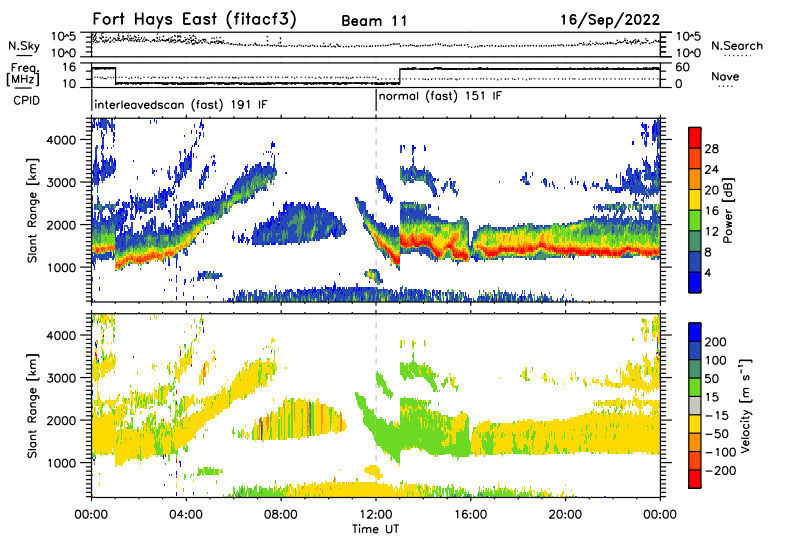 Fort Hays East (fitacf3) Beam 11 16/Sep/2022
N.Sky 10^5 10^0 10^5 10^0 N.Search
Freq. [MHz] 16 10 60 0 Nave
CPID interleavedscan (fast) 191 IF normal (fast) 151 IF
Slant Range [km] 4000 3000 2000 1000
Power [dB] 28 24 20 16 12 8 4
Slant Range [km] 4000 3000 2000 1000
Velocity [m s⁻¹] 200 100 50 15 −15 −50 −100 −200
00:00 04:00 08:00 12:00 16:00 20:00 00:00
Time UT